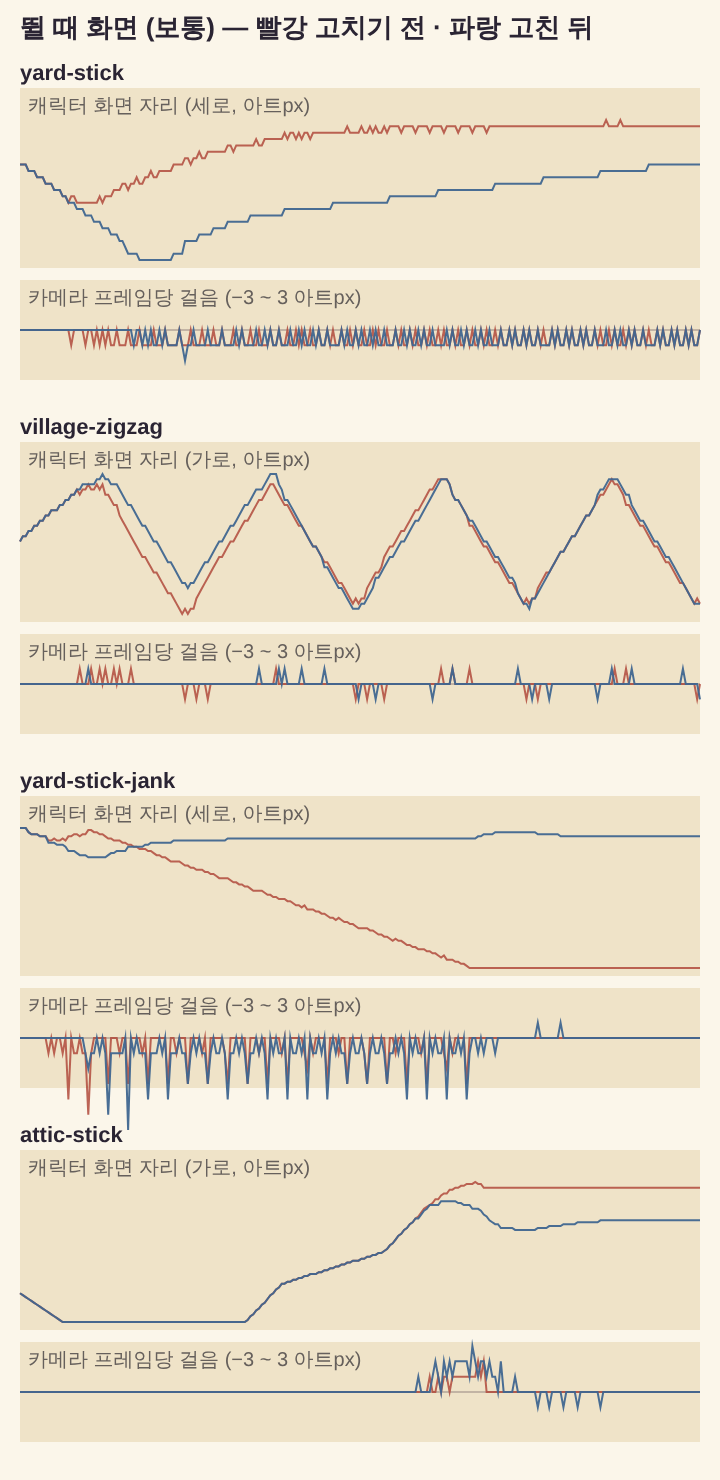 뛸 때 화면 (보통) — 빨강 고치기 전 · 파랑 고친 뒤
yard-stick
캐릭터 화면 자리 (세로, 아트px)
카메라 프레임당 걸음 (−3 ~ 3 아트px)
village-zigzag
캐릭터 화면 자리 (가로, 아트px)
카메라 프레임당 걸음 (−3 ~ 3 아트px)
yard-stick-jank
캐릭터 화면 자리 (세로, 아트px)
카메라 프레임당 걸음 (−3 ~ 3 아트px)
attic-stick
캐릭터 화면 자리 (가로, 아트px)
카메라 프레임당 걸음 (−3 ~ 3 아트px)